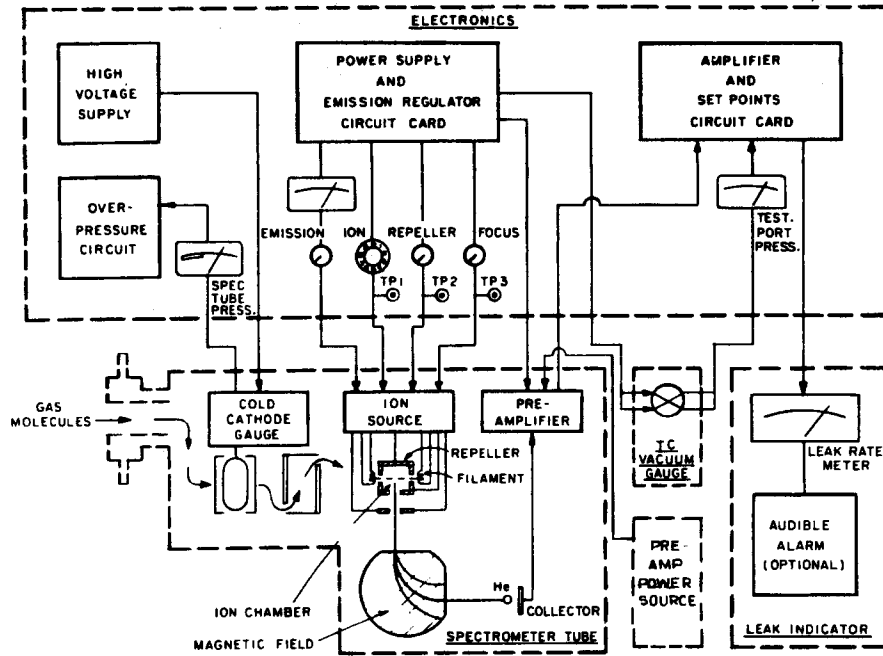 ELECTRONICS
HIGH
VOLTAGE
SUPPLY
POWER SUPPLY
AND
EMISSION REGULATOR
CIRCUIT CARD
AMPLIFIER
AND
SET POINTS
CIRCUIT CARD
OVER-
PRESSURE
CIRCUIT
SPEC
TUBE
PRESS.
EMISSION
ION
REPELLER
FOCUS
TP1
TP2
TP3
TEST.
PORT
PRESS.
GAS
MOLECULES
COLD
CATHODE
GAUGE
ION
SOURCE
PRE-
AMPLIFIER
REPELLER
FILAMENT
TC
VACUUM
GAUGE
LEAK RATE
METER
AUDIBLE
ALARM
(OPTIONAL)
PRE-
AMP
POWER
SOURCE
He
COLLECTOR
ION CHAMBER
MAGNETIC FIELD
SPECTROMETER TUBE
LEAK INDICATOR